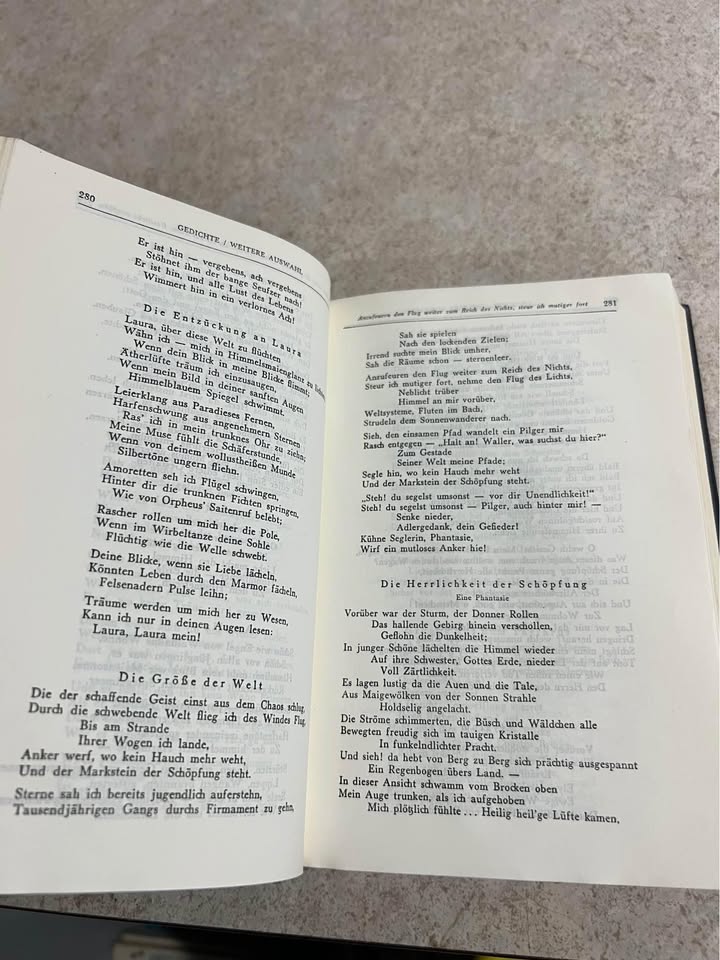 280
GEDICHTE / WEITERE AUSWAHL
Er ist hin — vergebens, ach vergebens
Stöhnet ihm der bange Seufzer nach!
Er ist hin, und alle Lust des Lebens
Wimmert hin in ein verlornes Ach!
Die Entzückung an Laura
Laura, über diese Welt zu flüchten
Wähn ich — mich in Himmelsmaienglanz zu lichten,
Wenn dein Blick in meine Blicke flimmt;
Ätherlüfte träum ich einzusaugen,
Wenn mein Bild in deiner sanften Augen
Himmelblauem Spiegel schwimmt.
Leierklang aus Paradieses Fernen,
Harfenschwung aus angenehmern Sternen
Ras' ich in mein trunknes Ohr zu ziehn;
Meine Muse fühlt die Schäferstunde,
Wenn von deinem wollustheißen Munde
Silbertöne ungern fliehn.
Amoretten seh ich Flügel schwingen,
Hinter dir die trunknen Fichten springen,
Wie von Orpheus' Saitenruf belebt;
Rascher rollen um mich her die Pole,
Wenn im Wirbeltanze deine Sohle
Flüchtig wie die Welle schwebt.
Deine Blicke, wenn sie Liebe lächeln,
Könnten Leben durch den Marmor fächeln,
Felsenadern Pulse leihn;
Träume werden um mich her zu Wesen,
Kann ich nur in deinen Augen lesen:
Laura, Laura mein!
Die Größe der Welt
Die der schaffende Geist einst aus dem Chaos schlug,
Durch die schwebende Welt flieg ich des Windes Flug,
Bis am Strande
Ihrer Wogen ich lande,
Anker werf, wo kein Hauch mehr weht,
Und der Markstein der Schöpfung steht.
Sterne sah ich bereits jugendlich auferstehn,
Tausendjährigen Gangs durchs Firmament zu gehn,
Anzufeuren den Flug weiter zum Reich des Nichts, steur ich mutiger fort
281
Sah sie spielen
Nach den lockenden Zielen;
Irrend suchte mein Blick umher,
Sah die Räume schon — sternenleer.
Anzufeuren den Flug weiter zum Reich des Nichts,
Steur ich mutiger fort, nehme den Flug des Lichts,
Neblicht trüber
Himmel an mir vorüber,
Weltsysteme, Fluten im Bach,
Strudeln dem Sonnenwanderer nach.
Sieh, den einsamen Pfad wandelt ein Pilger mir
Rasch entgegen — „Halt an! Waller, was suchst du hier?"
Zum Gestade
Seiner Welt meine Pfade;
Segle hin, wo kein Hauch mehr weht
Und der Markstein der Schöpfung steht.
„Steh! du segelst umsonst — vor dir Unendlichkeit!"
Steh! du segelst umsonst — Pilger, auch hinter mir! —
Senke nieder,
Adlergedank, dein Gefieder!
Kühne Seglerin, Phantasie,
Wirf ein mutloses Anker hie!
Die Herrlichkeit der Schöpfung
Eine Phantasie
Vorüber war der Sturm, der Donner Rollen
Das hallende Gebirg hinein verschollen,
Geflohn die Dunkelheit;
In junger Schöne lächelten die Himmel wieder
Auf ihre Schwester, Gottes Erde, nieder
Voll Zärtlichkeit.
Es lagen lustig da die Auen und die Tale,
Aus Maigewölken von der Sonnen Strahle
Holdselig angelacht.
Die Ströme schimmerten, die Büsch und Wäldchen alle
Bewegten freudig sich im tauigen Kristalle
In funkelndlichter Pracht.
Und sieh! da hebt von Berg zu Berg sich prächtig ausgespannt
Ein Regenbogen übers Land. —
In dieser Ansicht schwamm vom Brocken oben
Mein Auge trunken, als ich aufgehoben
Mich plötzlich fühlte ... Heilig heil'ge Lüfte kamen,